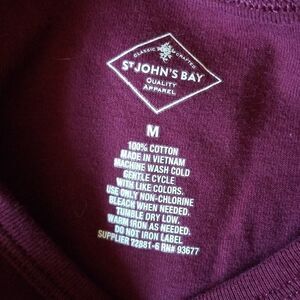 CLASSIC CRAFTED
ST JOHN'S BAY
QUALITY
APPAREL
M
100% COTTON
MADE IN VIETNAM
MACHINE WASH COLD
GENTLE CYCLE
WITH LIKE COLORS.
USE ONLY NON-CHLORINE
BLEACH WHEN NEEDED.
TUMBLE DRY LOW.
WARM IRON AS NEEDED.
DO NOT IRON LABEL
SUPPLIER 72881-6 RN# 93677